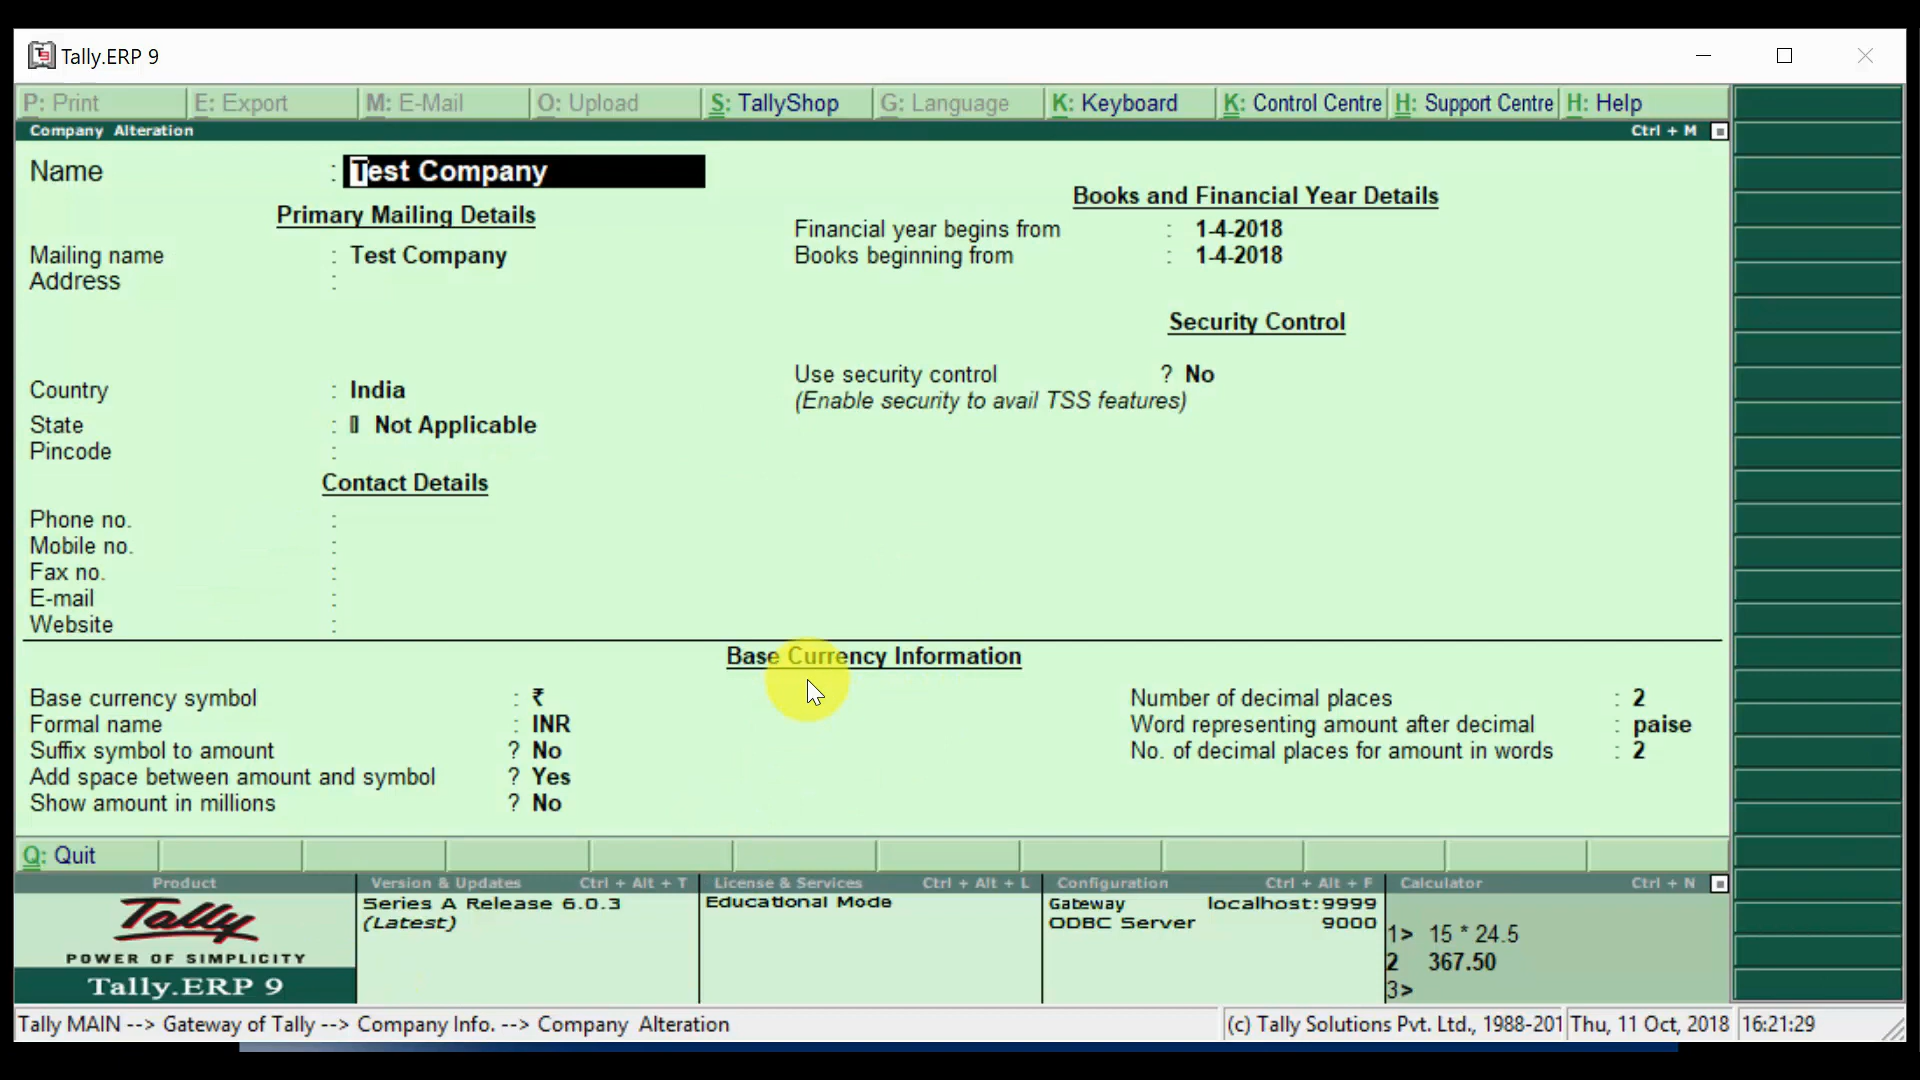 Tally.ERP 9
P: Print E: Export M: E-Mail O: Upload S: TallyShop G: Language K: Keyboard K: Control Centre H: Support Centre H: Help
Company Alteration Ctrl + M
Name : Test Company
Primary Mailing Details
Mailing name : Test Company
Address :
Country : India
State : Not Applicable
Pincode :
Contact Details
Phone no. :
Mobile no. :
Fax no. :
E-mail :
Website :
Books and Financial Year Details
Financial year begins from : 1-4-2018
Books beginning from : 1-4-2018
Security Control
Use security control ? No
(Enable security to avail TSS features)
Base Currency Information
Base currency symbol : ₹
Formal name : INR
Suffix symbol to amount ? No
Add space between amount and symbol ? Yes
Show amount in millions ? No
Number of decimal places : 2
Word representing amount after decimal : paise
No. of decimal places for amount in words : 2
Q: Quit
Product
Tally
POWER OF SIMPLICITY
Tally.ERP 9
Version & Updates Ctrl + Alt + T
Series A Release 6.0.3
(Latest)
License & Services Ctrl + Alt + L
Educational Mode
Configuration Ctrl + Alt + F
Gateway localhost:9999
ODBC Server 9000
Calculator Ctrl + N
1> 15 * 24.5
2 367.50
3>
Tally MAIN --> Gateway of Tally --> Company Info. --> Company Alteration (c) Tally Solutions Pvt. Ltd., 1988-201 Thu, 11 Oct, 2018 16:21:29